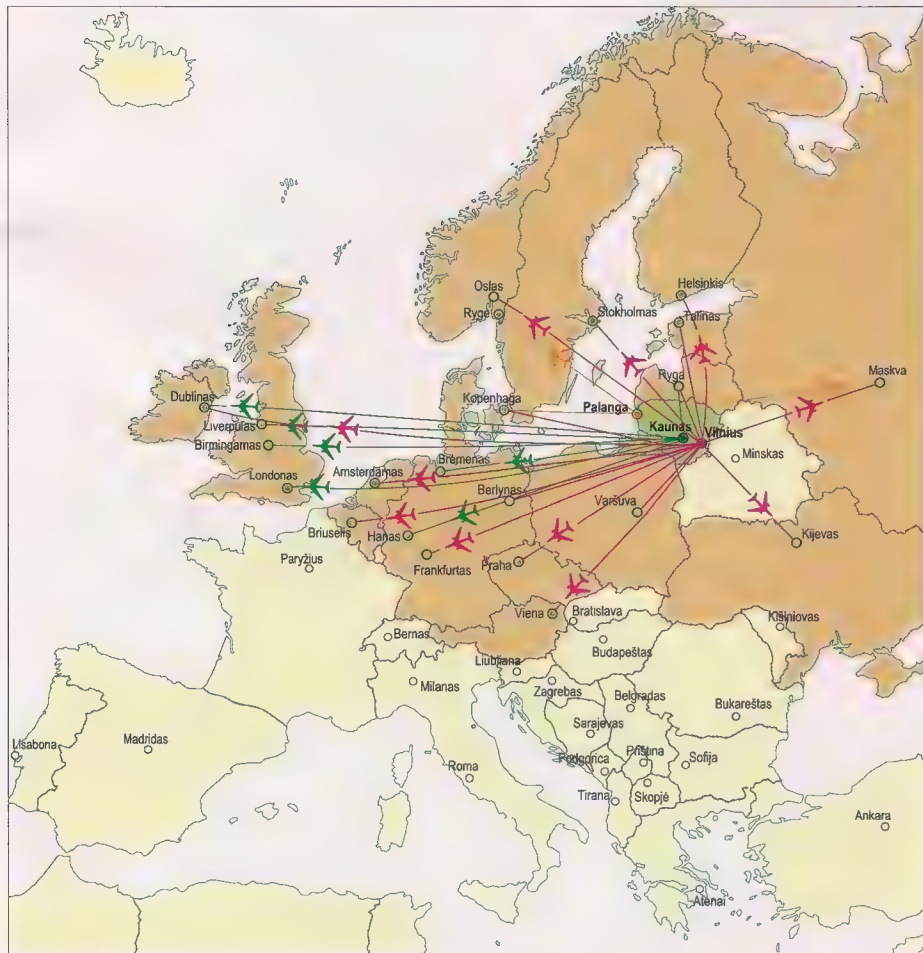 Oslas
Rygė
Helsinkis
Stokholmas
Talinas
Ryga
Maskva
Dublinas
Kopenhaga
Palanga
Liverpulas
Kaunas
Vilnius
Birmingamas
Minskas
Brėmenas
Amsterdamas
Londonas
Berlynas
Varšuva
Briuselis
Hanas
Kijevas
Paryžius
Frankfurtas
Praha
Viena
Bratislava
Kišiniovas
Bernas
Budapeštas
Liubliana
Milanas
Zagrebas
Belgradas
Bukareštas
Sarajevas
Lisabona
Madridas
Priština
Sofija
Podgorica
Roma
Skopjė
Tirana
Ankara
Atėnai